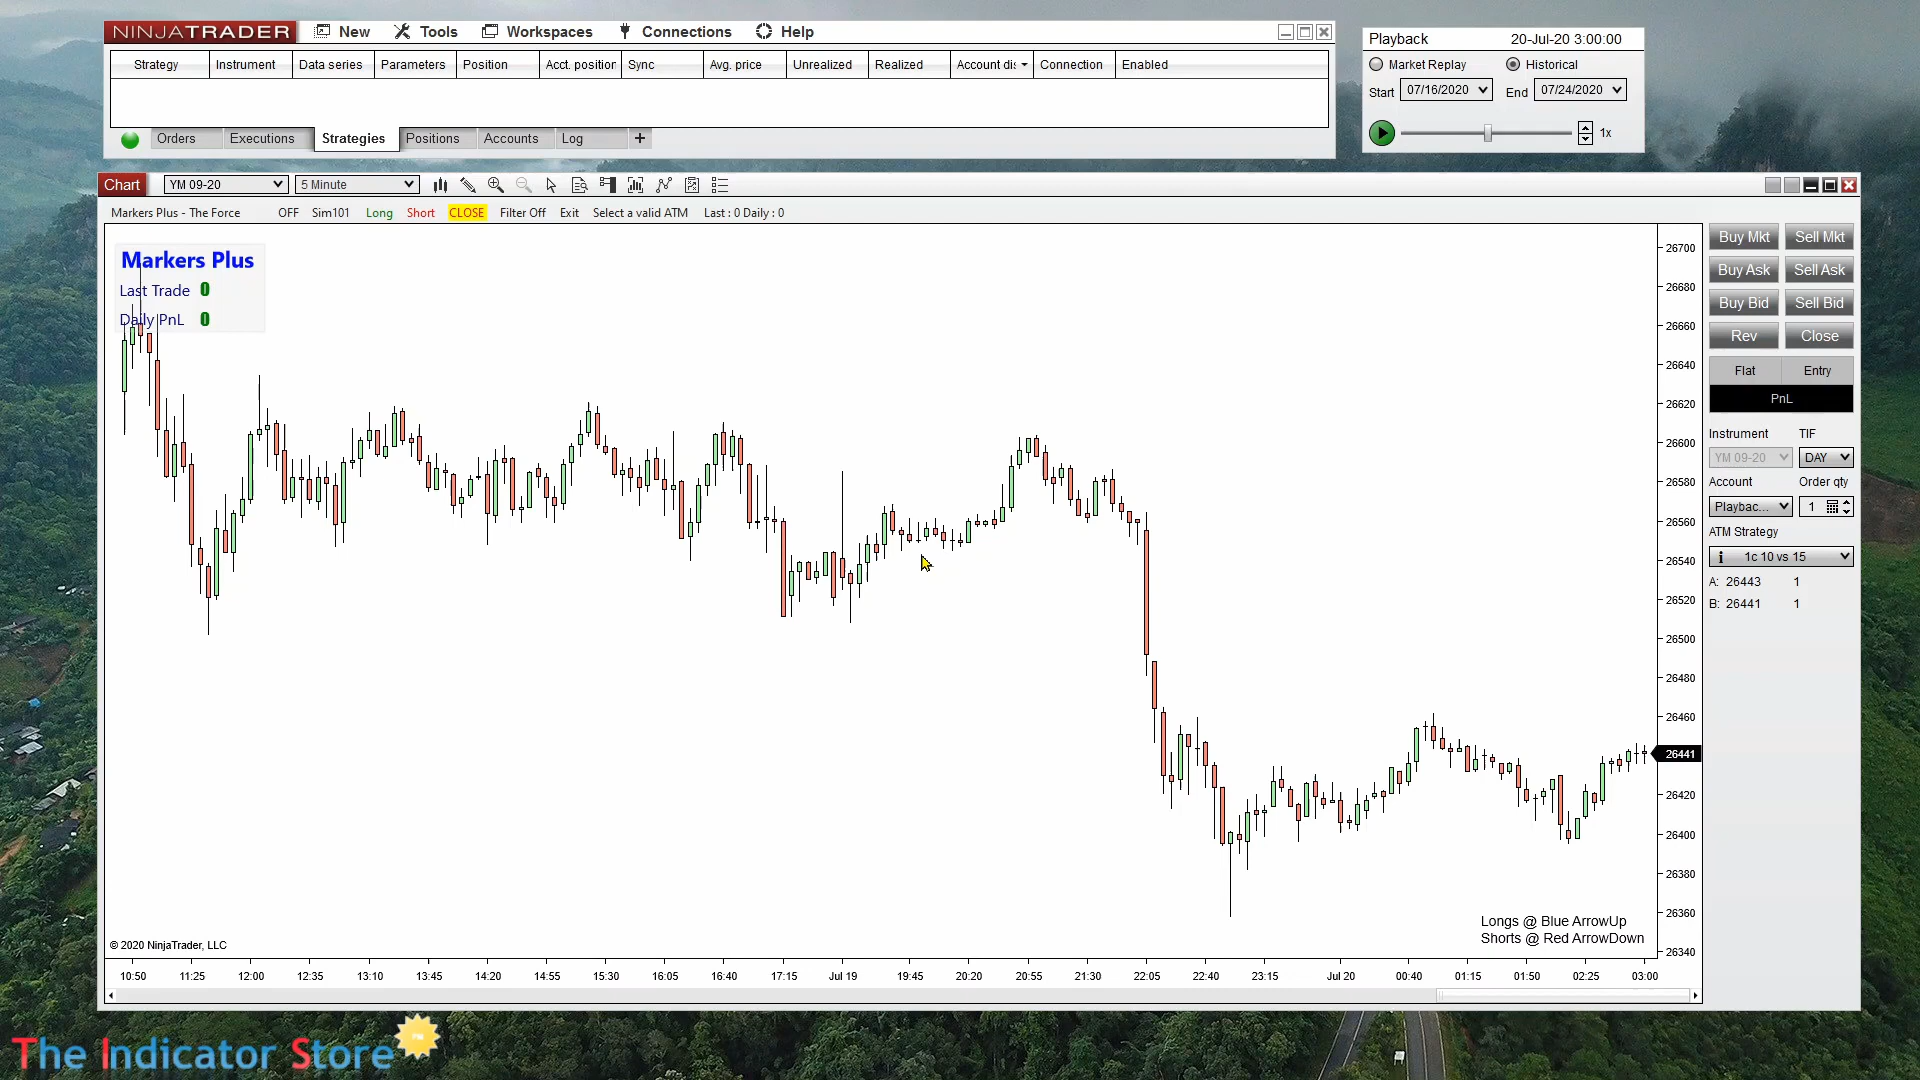 NINJATRADER New Tools Workspaces Connections Help
Strategy Instrument Data series Parameters Position Acct. position Sync Avg. price Unrealized Realized Account dis Connection Enabled
Orders Executions Strategies Positions Accounts Log +
Playback 20-Jul-20 3:00:00
Market Replay Historical
Start 07/16/2020 End 07/24/2020
1x
Chart YM 09-20 5 Minute
Markers Plus - The Force OFF Sim101 Long Short CLOSE Filter Off Exit Select a valid ATM Last : 0 Daily : 0
Markers Plus
Last Trade 0
Daily PnL 0
26700
26680
26660
26640
26620
26600
26580
26560
26540
26520
26500
26480
26460
26441
26420
26400
26380
26360
26340
Longs @ Blue ArrowUp
Shorts @ Red ArrowDown
© 2020 NinjaTrader, LLC
10:50 11:25 12:00 12:35 13:10 13:45 14:20 14:55 15:30 16:05 16:40 17:15 Jul 19 19:45 20:20 20:55 21:30 22:05 22:40 23:15 Jul 20 00:40 01:15 01:50 02:25 03:00
Buy Mkt Sell Mkt
Buy Ask Sell Ask
Buy Bid Sell Bid
Rev Close
Flat Entry
PnL
Instrument TIF
YM 09-20 DAY
Account Order qty
Playbac... 1
ATM Strategy
i 1c 10 vs 15
A: 26443 1
B: 26441 1
The Indicator Store